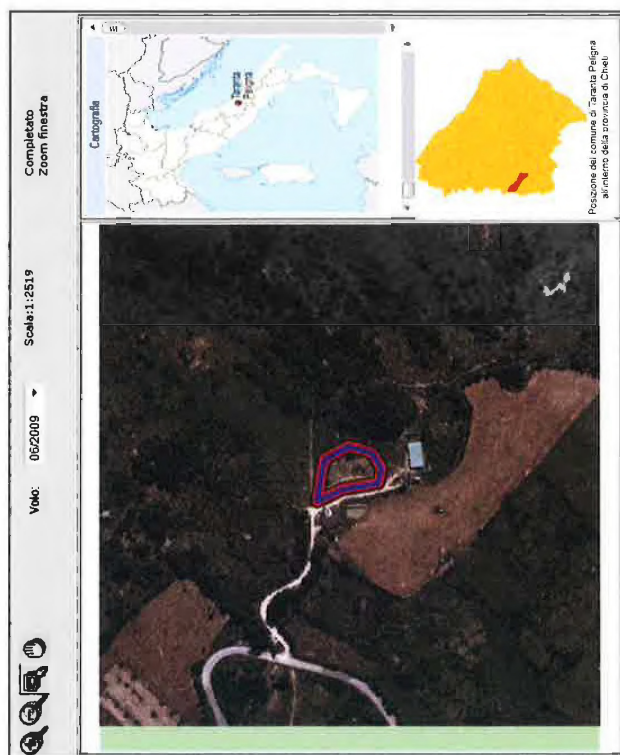 Volo: 06/2009 Scala:1:2519 Completato
Zoom finestra
Cartografia
Taranta
Peligna
Posizione del comune di Taranta Peligna
all'interno della provincia di Chieti